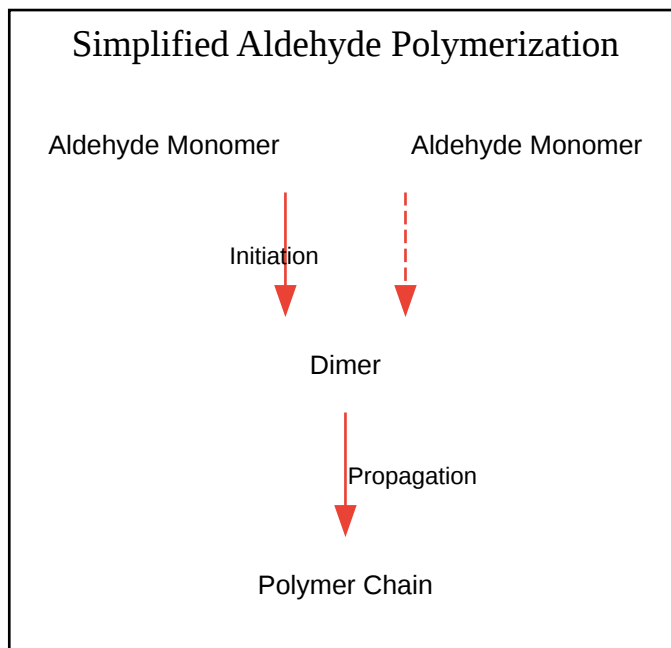 Simplified Aldehyde Polymerization
Aldehyde Monomer
Aldehyde Monomer
Initiation
Dimer
Propagation
Polymer Chain